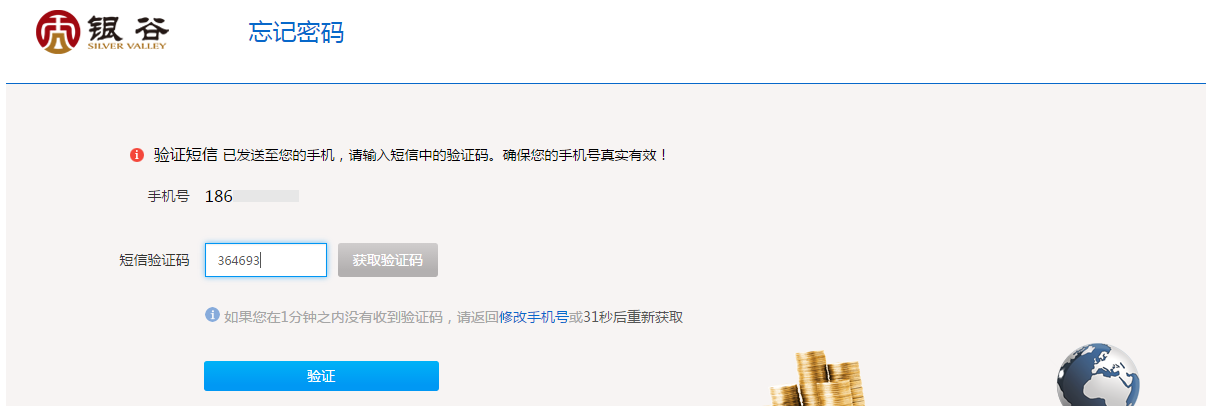 银谷
SILVER VALLEY
忘记密码
验证短信 已发送至您的手机，请输入短信中的验证码。确保您的手机号真实有效！
手机号 186
短信验证码 364693 获取验证码
如果您在1分钟之内没有收到验证码，请返回修改手机号或31秒后重新获取
验证